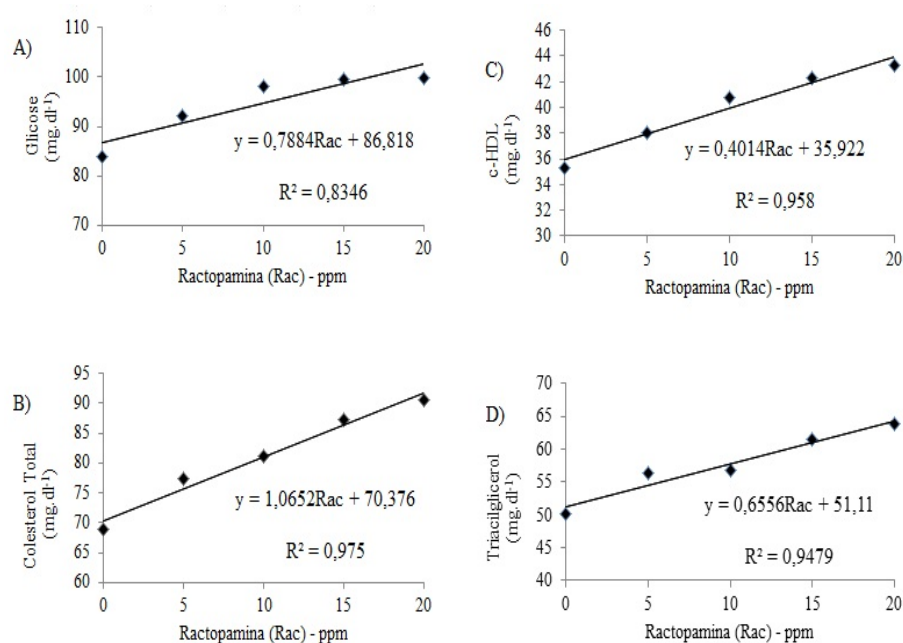 A)
Glicose
(mg.dl⁻¹)
100
90
80
70
y = 0,7884Rac + 86,818
R² = 0,8346
0 5 10 15 20
Ractopamina (Rac) - ppm
C)
c-HDL
(mg.dl⁻¹)
46
44
42
40
38
36
34
32
30
y = 0,4014Rac + 35,922
R² = 0,958
0 5 10 15 20
Ractopamina (Rac) - ppm
B)
Colesterol Total
(mg.dl⁻¹)
95
90
85
80
75
70
65
60
y = 1,0652Rac + 70,376
R² = 0,975
0 5 10 15 20
Ractopamina (Rac) - ppm
D)
Triacilglicerol
(mg.dl⁻¹)
70
65
60
55
50
45
40
y = 0,6556Rac + 51,11
R² = 0,9479
0 5 10 15 20
Ractopamina (Rac) - ppm